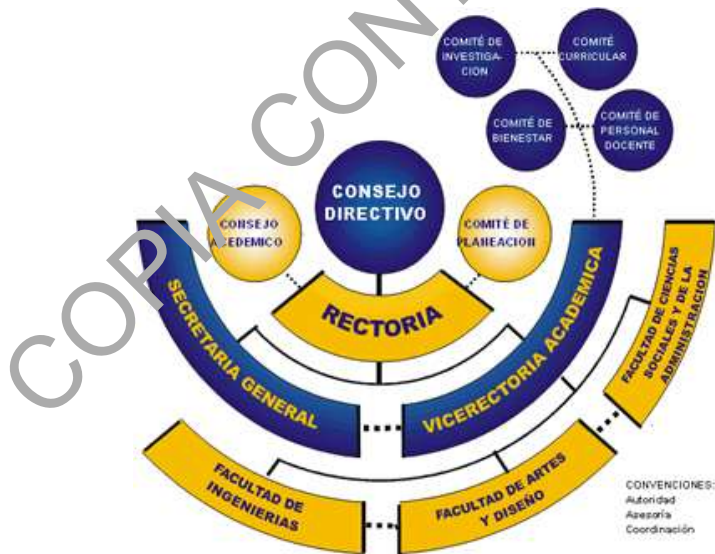 COMITÉ DE
INVESTIGA-
CION
COMITÉ
CURRICULAR
COMITÉ DE
BIENESTAR
COMITÉ DE
PERSONAL
DOCENTE
CONSEJO
DIRECTIVO
CONSEJO
ACEDEMICO
COMITÉ DE
PLANEACION
RECTORIA
SECRETARIA GENERAL
VICERECTORIA ACADEMICA
FACULTAD DE CIENCIAS
SOCIALES Y DE LA
ADMINISTRACION
FACULTAD DE
INGENIERIAS
FACULTAD DE ARTES
Y DISEÑO
CONVENCIONES:
Autoridad
Asesoría
Coordinación
COPIA CON